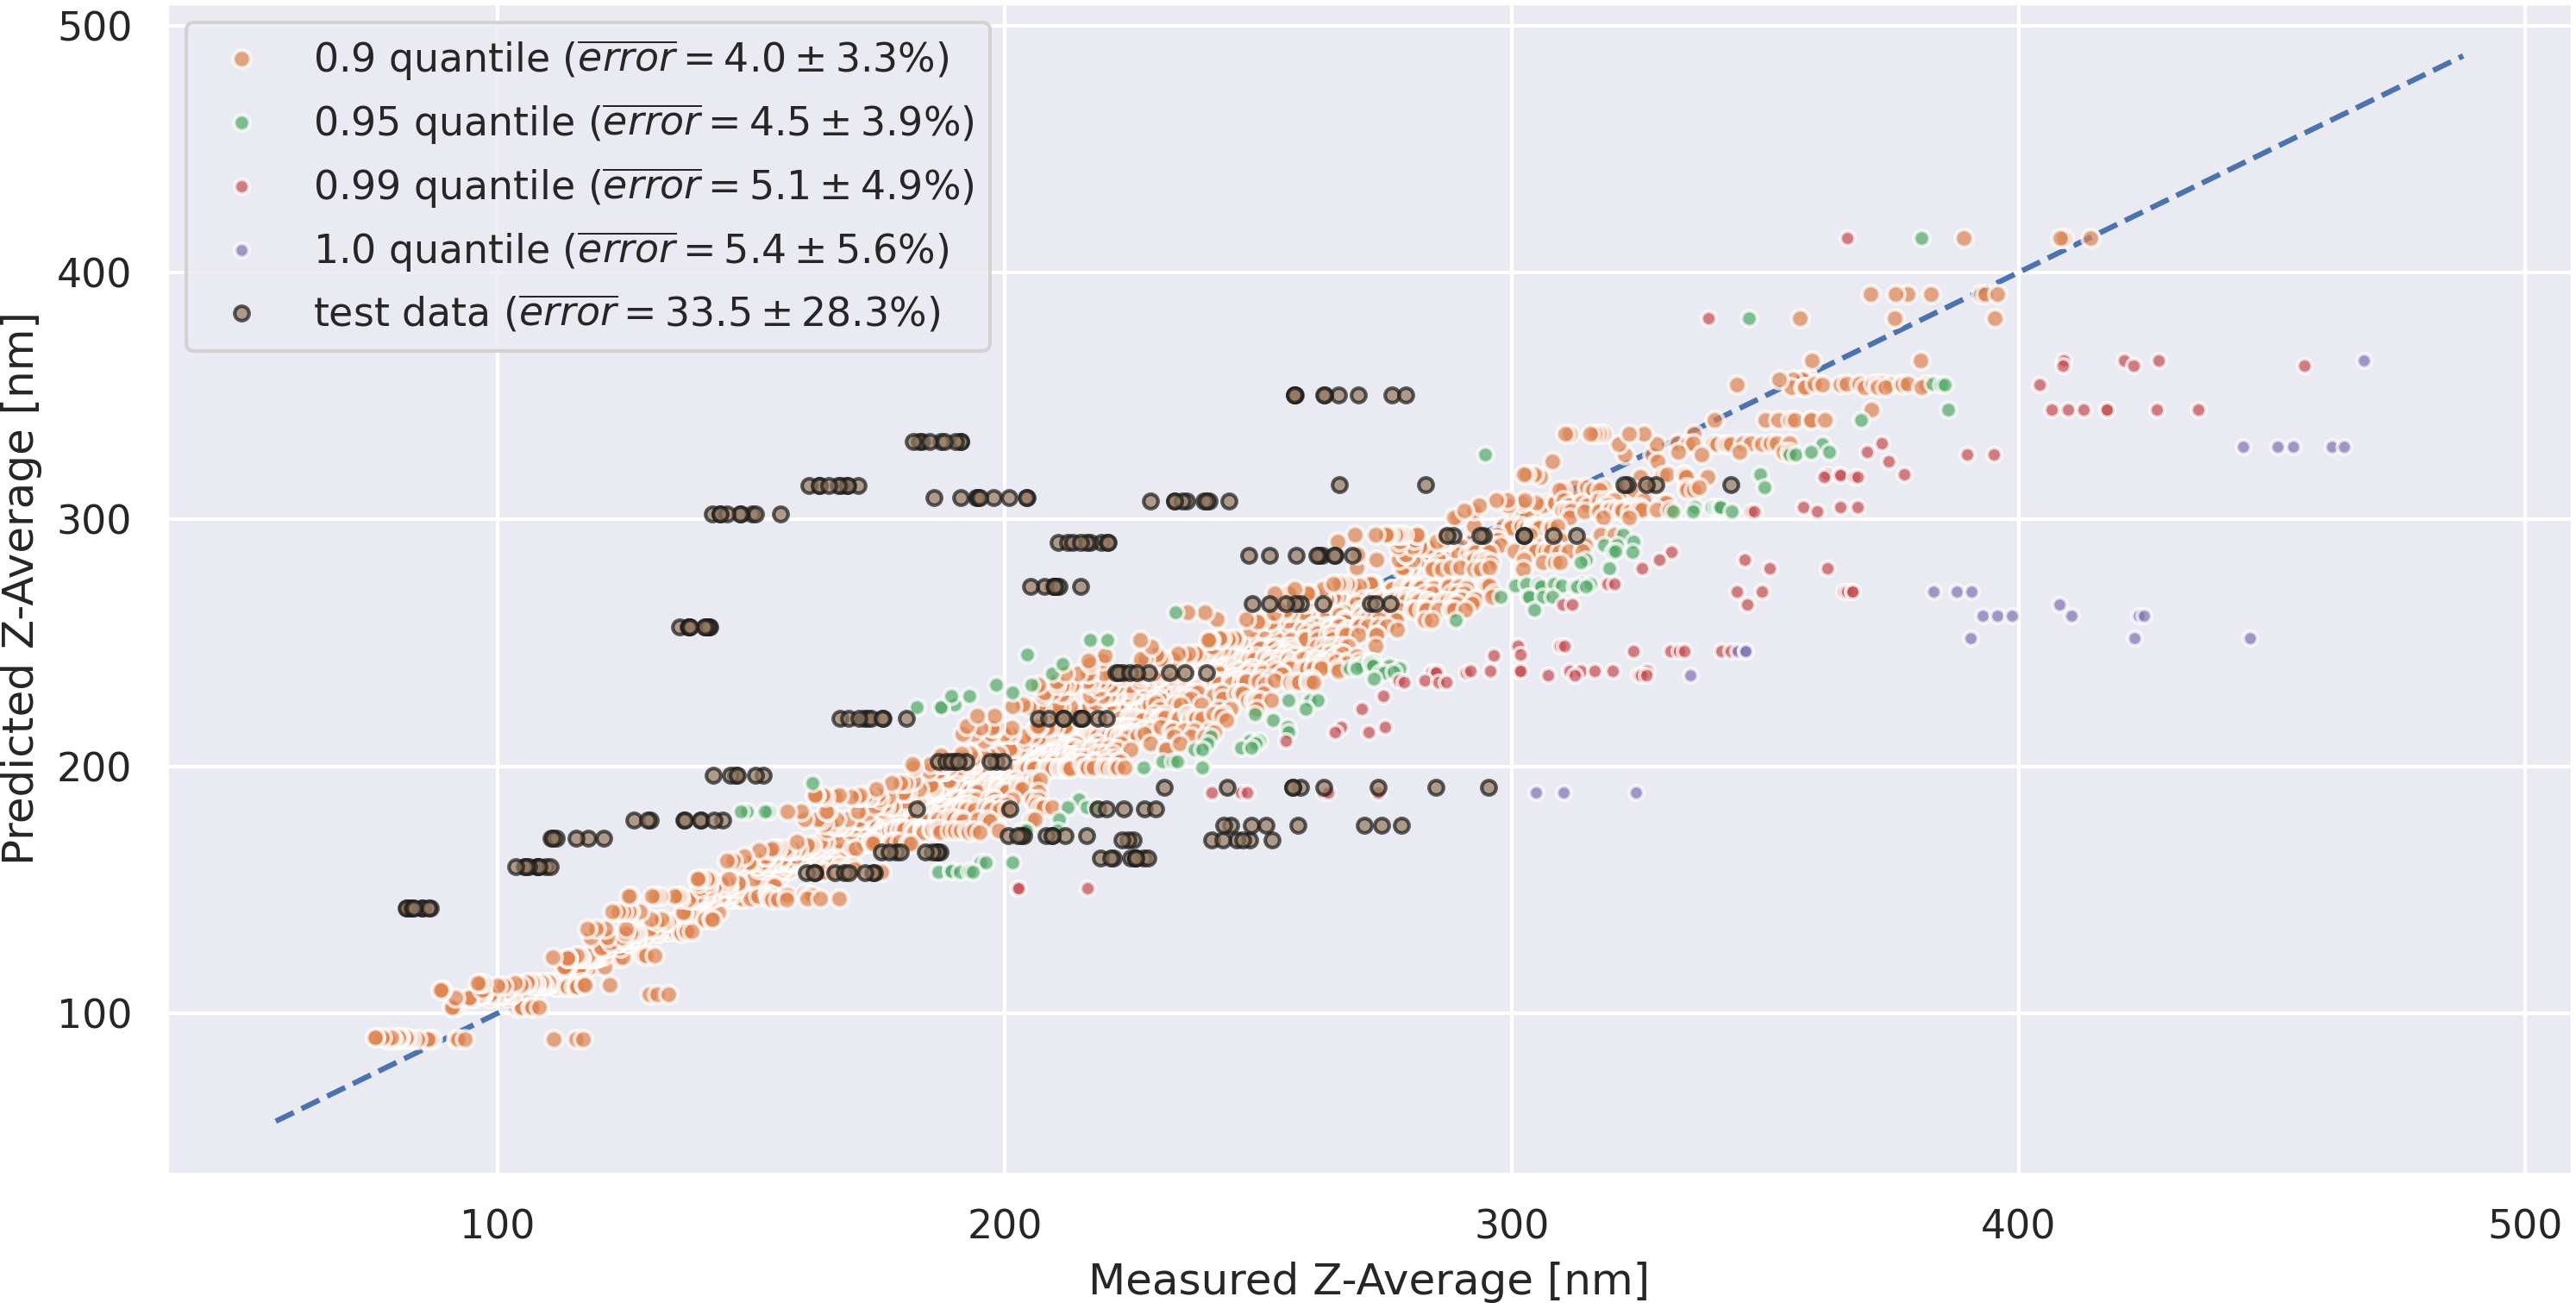 0.9 quantile (error = 4.0 ± 3.3%)
0.95 quantile (error = 4.5 ± 3.9%)
0.99 quantile (error = 5.1 ± 4.9%)
1.0 quantile (error = 5.4 ± 5.6%)
test data (error = 33.5 ± 28.3%)
Predicted Z-Average [nm]
500
400
300
200
100
100 200 300 400 500
Measured Z-Average [nm]